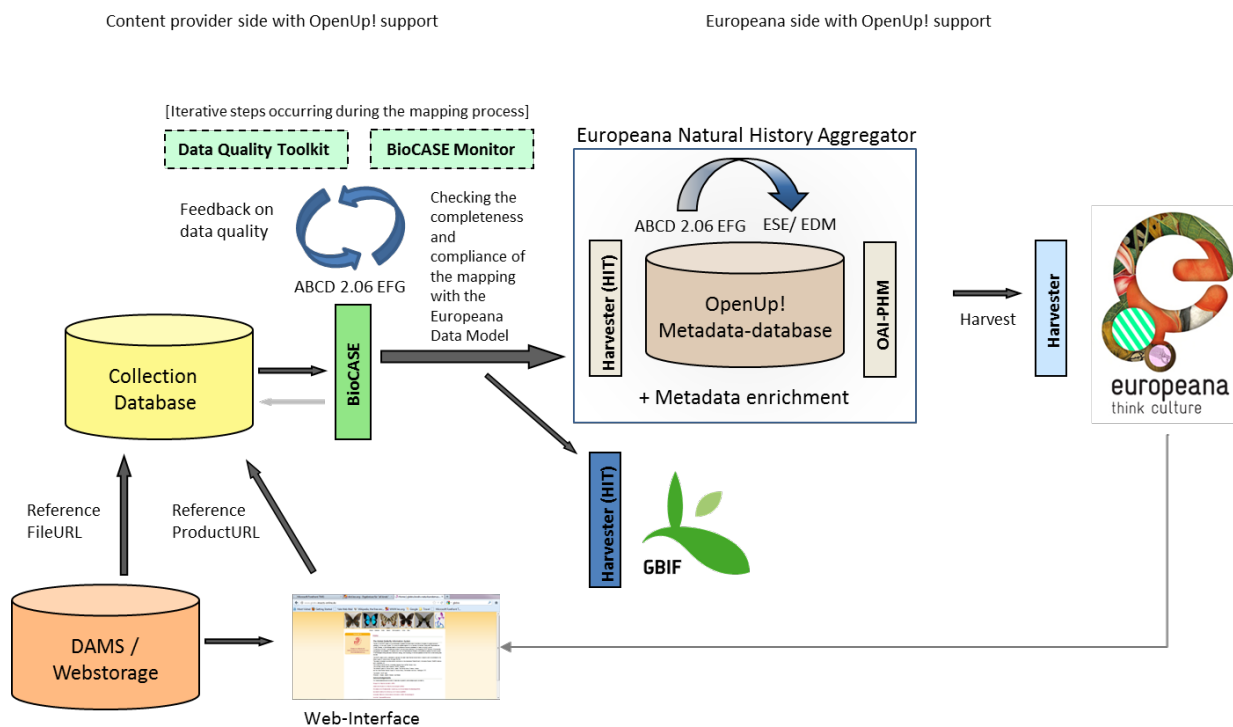 Content provider side with OpenUp! support
Europeana side with OpenUp! support
[Iterative steps occurring during the mapping process]
Data Quality Toolkit
BioCASE Monitor
Feedback on
data quality
Checking the
completeness
and
compliance of
the mapping
with the
Europeana
Data Model
ABCD 2.06 EFG
Collection
Database
BioCASE
Europeana Natural History Aggregator
ABCD 2.06 EFG
ESE/ EDM
Harvester (HIT)
OpenUp!
Metadata-database
OAI-PHM
+ Metadata enrichment
Harvest
Harvester
europeana
think culture
Harvester (HIT)
GBIF
Reference
FileURL
Reference
ProductURL
DAMS /
Webstorage
Web-Interface